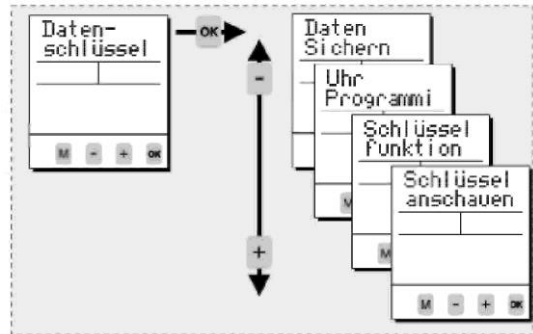 Daten-
schlüssel
M - + OK
OK
-
+
Daten
Sichern
Uhr
Programmi
M
Schlüssel
funktion
M
Schlüssel
anschauen
M - + OK